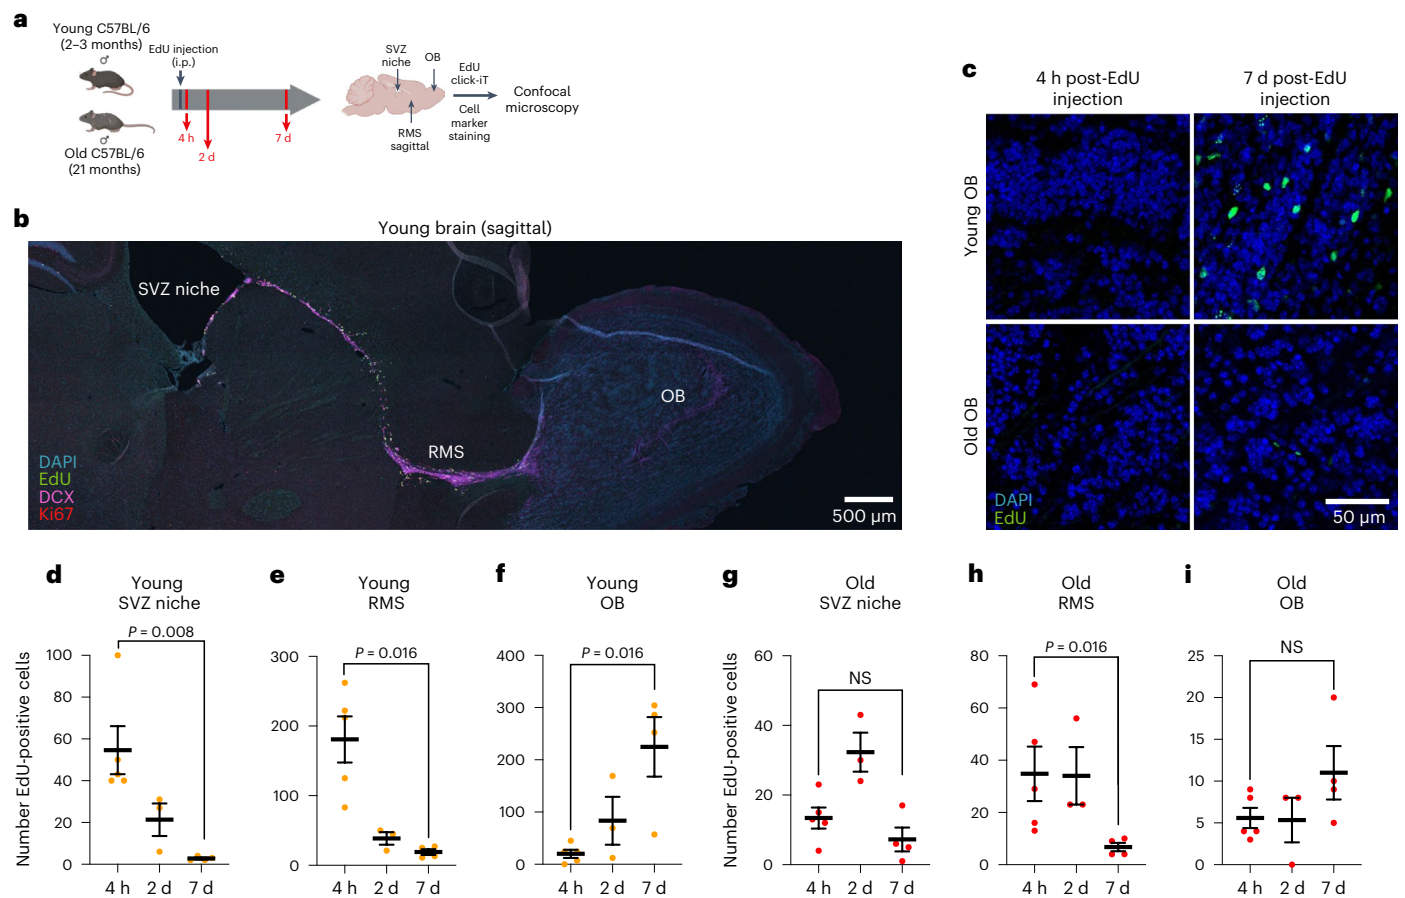 a
Young C57BL/6
(2–3 months)
♂
♂
Old C57BL/6
(21 months)
EdU injection
(i.p.)
4 h
2 d
7 d
SVZ
niche
OB
RMS
sagittal
EdU
click-iT
Cell
marker
staining
Confocal
microscopy
b
Young brain (sagittal)
SVZ niche
RMS
OB
DAPI
EdU
DCX
Ki67
500 µm
c
4 h post-EdU
injection
7 d post-EdU
injection
Young OB
Old OB
DAPI
EdU
50 µm
d
Young
SVZ niche
Number EdU-positive cells
P = 0.008
100
80
60
40
20
0
4 h
2 d
7 d
e
Young
RMS
P = 0.016
300
200
100
0
4 h
2 d
7 d
f
Young
OB
P = 0.016
400
300
200
100
0
4 h
2 d
7 d
g
Old
SVZ niche
Number EdU-positive cells
NS
60
40
20
0
4 h
2 d
7 d
h
Old
RMS
P = 0.016
80
60
40
20
0
4 h
2 d
7 d
i
Old
OB
NS
25
20
15
10
5
0
4 h
2 d
7 d